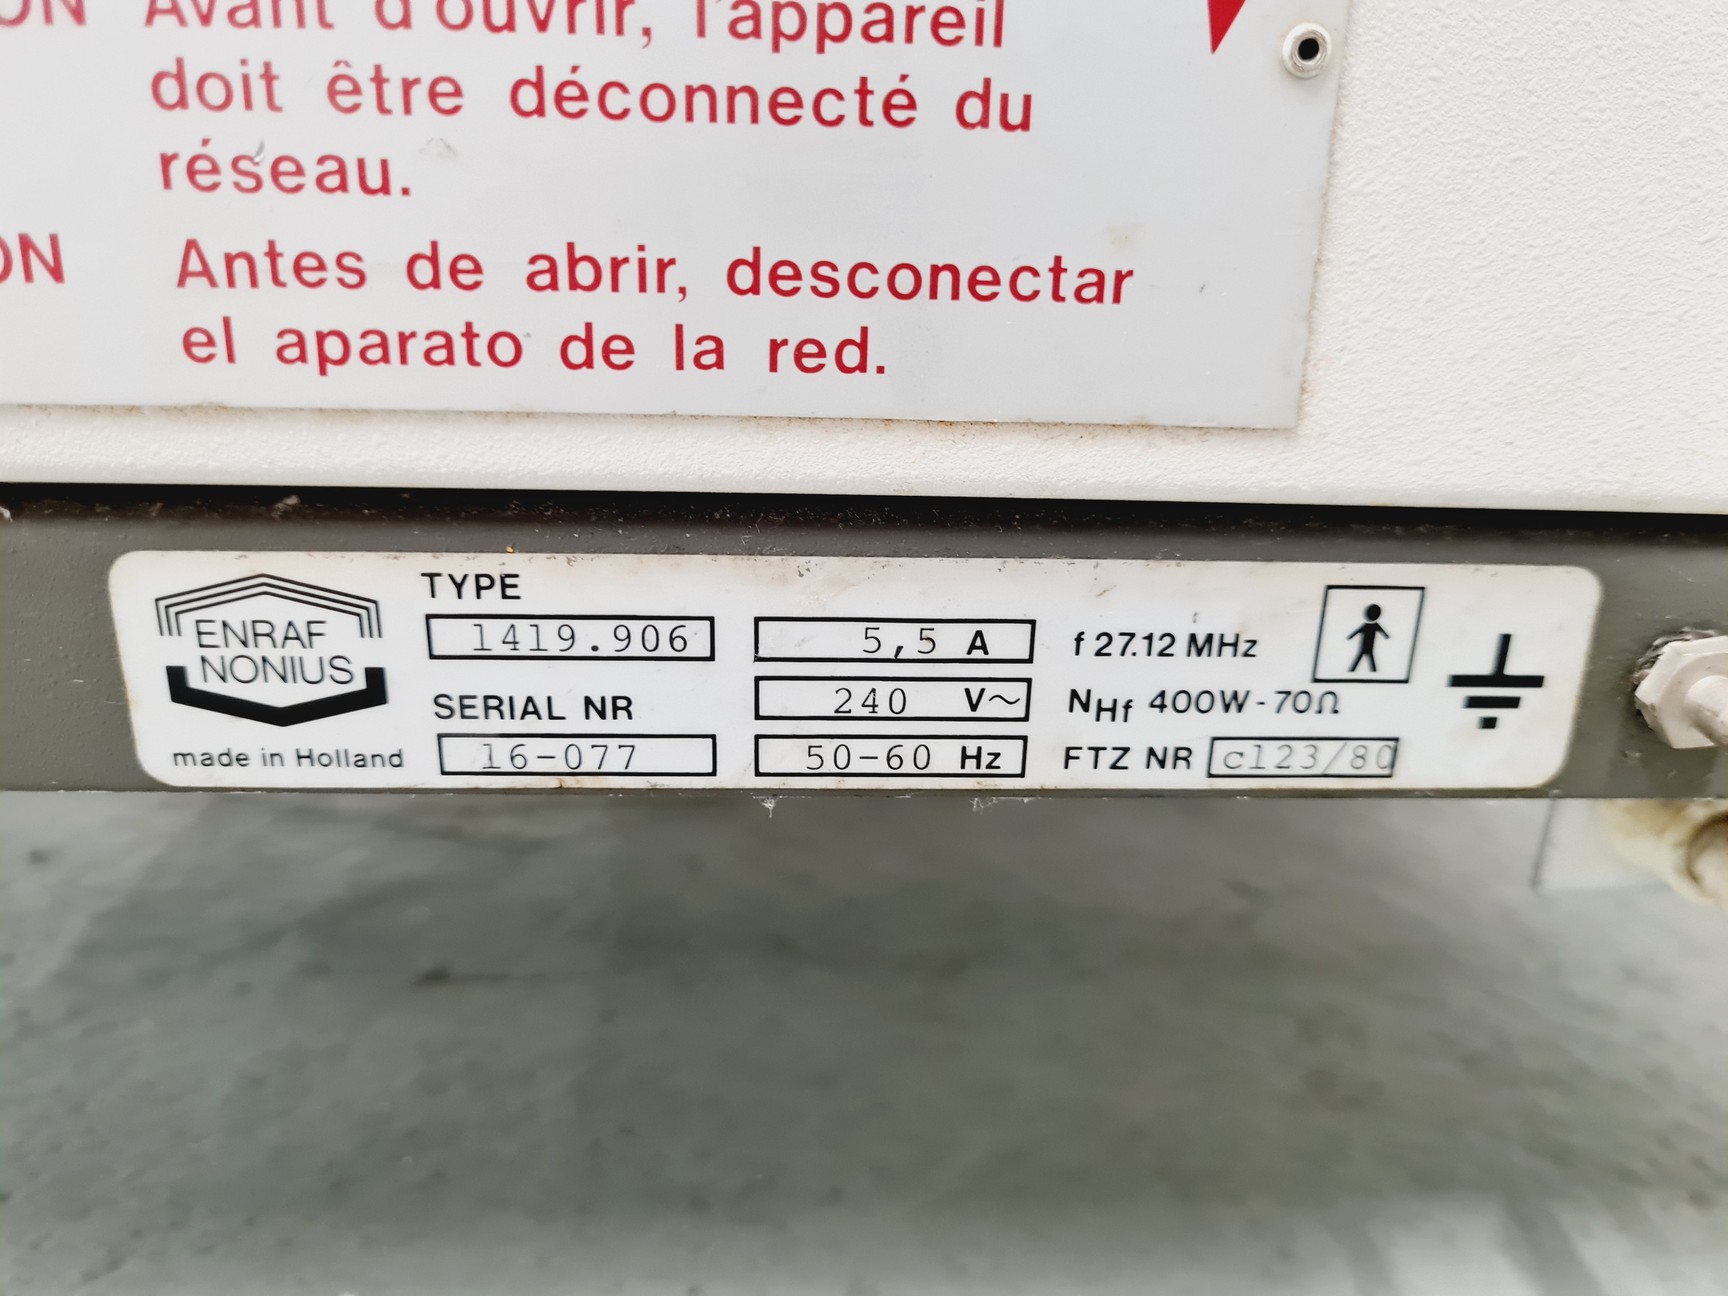 ON Avant d'ouvrir, l'appareil
doit être déconnecté du
réseau.
ON Antes de abrir, desconectar
el aparato de la red.
ENRAF
NONIUS
made in Holland
TYPE
1419.906
SERIAL NR
16-077
5,5 A
240 V~
50-60 Hz
f 27.12 MHz
NHf 400W-70Ω
FTZ NR c123/80